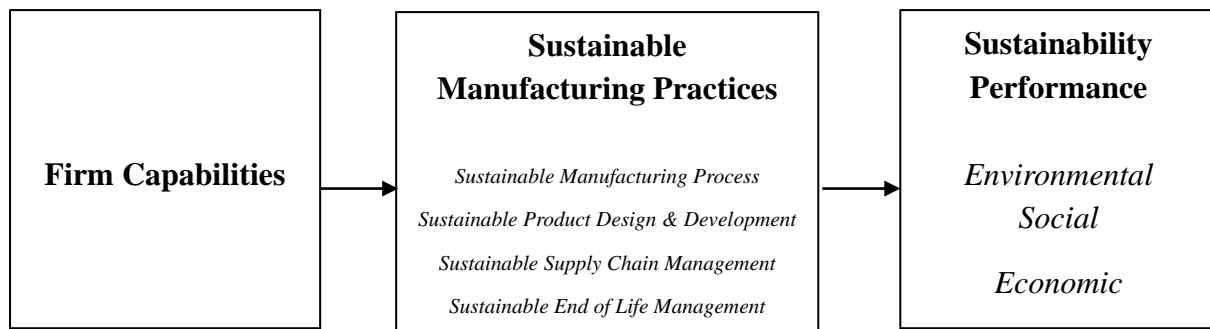 Firm Capabilities
Sustainable
Manufacturing Practices
Sustainable Manufacturing Process
Sustainable Product Design & Development
Sustainable Supply Chain Management
Sustainable End of Life Management
Sustainability
Performance
Environmental
Social
Economic